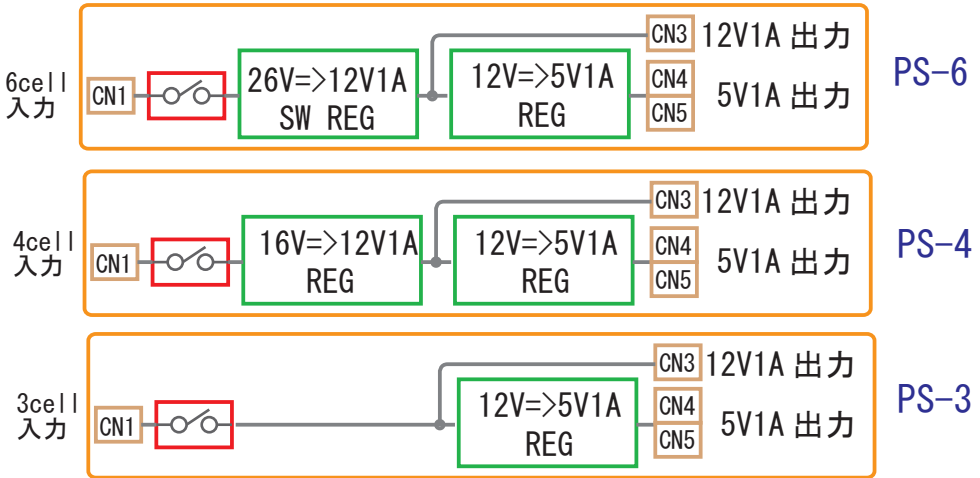 6cell
入力
CN1
26V=>12V1A
SW REG
12V=>5V1A
REG
CN3
12V1A 出力
CN4
CN5
5V1A 出力
PS-6
4cell
入力
CN1
16V=>12V1A
REG
12V=>5V1A
REG
CN3
12V1A 出力
CN4
CN5
5V1A 出力
PS-4
3cell
入力
CN1
12V=>5V1A
REG
CN3
12V1A 出力
CN4
CN5
5V1A 出力
PS-3